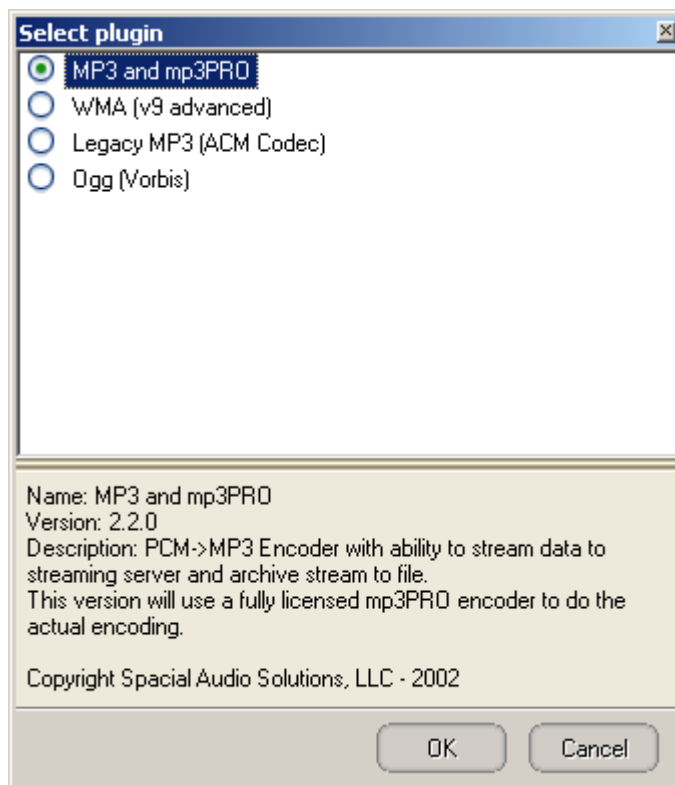 Select plugin
MP3 and mp3PRO
WMA (v9 advanced)
Legacy MP3 (ACM Codec)
Ogg (Vorbis)
Name: MP3 and mp3PRO
Version: 2.2.0
Description: PCM->MP3 Encoder with ability to stream data to
streaming server and archive stream to file.
This version will use a fully licensed mp3PRO encoder to do the
actual encoding.
Copyright Spacial Audio Solutions, LLC - 2002
OK
Cancel